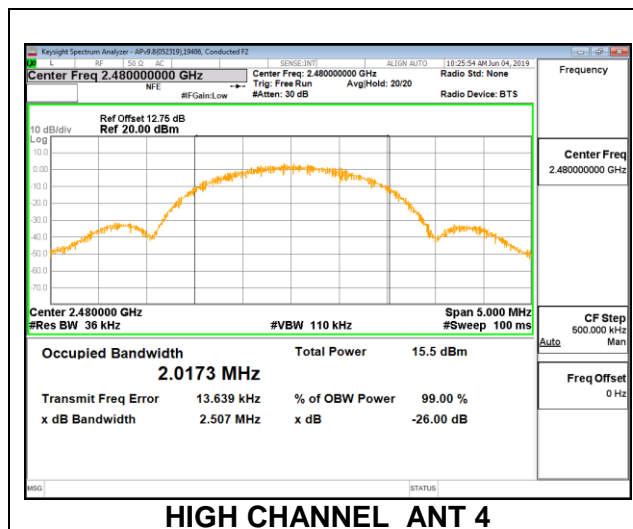 Keysight Spectrum Analyzer - APv9.8(052319),19406, Conducted F2
L RF 50 Ω AC SENSE:INT ALIGN AUTO 10:25:54 AM Jun 04, 2019
Center Freq 2.480000000 GHz
NFE
#IFGain:Low
Center Freq: 2.480000000 GHz
Trig: Free Run Avg|Hold: 20/20
#Atten: 30 dB
Radio Std: None
Radio Device: BTS
Frequency
Ref Offset 12.75 dB
10 dB/div Ref 20.00 dBm
Log
10.0
0.00
-10.0
-20.0
-30.0
-40.0
-50.0
-60.0
-70.0
Center Freq
2.480000000 GHz
Center 2.480000 GHz Span 5.000 MHz
#Res BW 36 kHz #VBW 110 kHz #Sweep 100 ms
CF Step
500.000 kHz
Auto Man
Occupied Bandwidth Total Power 15.5 dBm
2.0173 MHz
Transmit Freq Error 13.639 kHz % of OBW Power 99.00 %
x dB Bandwidth 2.507 MHz x dB -26.00 dB
Freq Offset
0 Hz
MSG STATUS
HIGH CHANNEL ANT 4